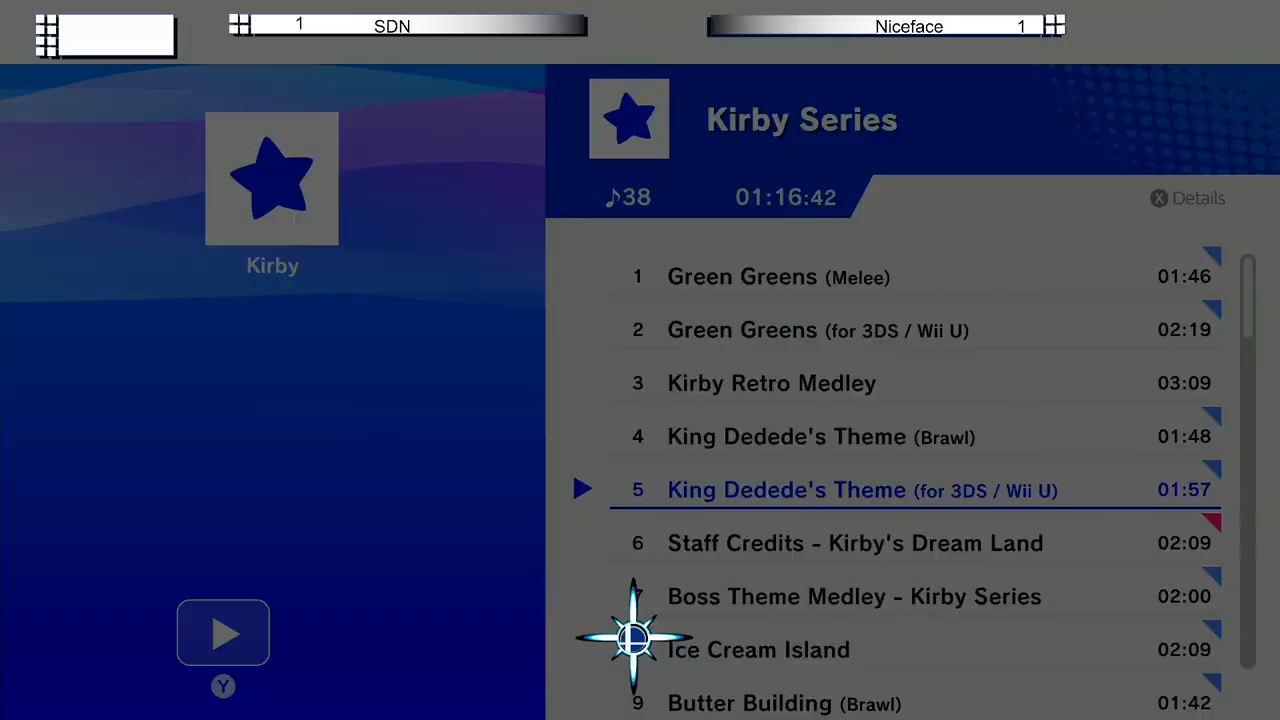 1 SDN
Niceface 1
Kirby Series
♪38 01:16:42
X Details
Kirby
1 Green Greens (Melee) 01:46
2 Green Greens (for 3DS / Wii U) 02:19
3 Kirby Retro Medley 03:09
4 King Dedede's Theme (Brawl) 01:48
5 King Dedede's Theme (for 3DS / Wii U) 01:57
6 Staff Credits - Kirby's Dream Land 02:09
Boss Theme Medley - Kirby Series 02:00
Ice Cream Island 02:09
9 Butter Building (Brawl) 01:42
Y